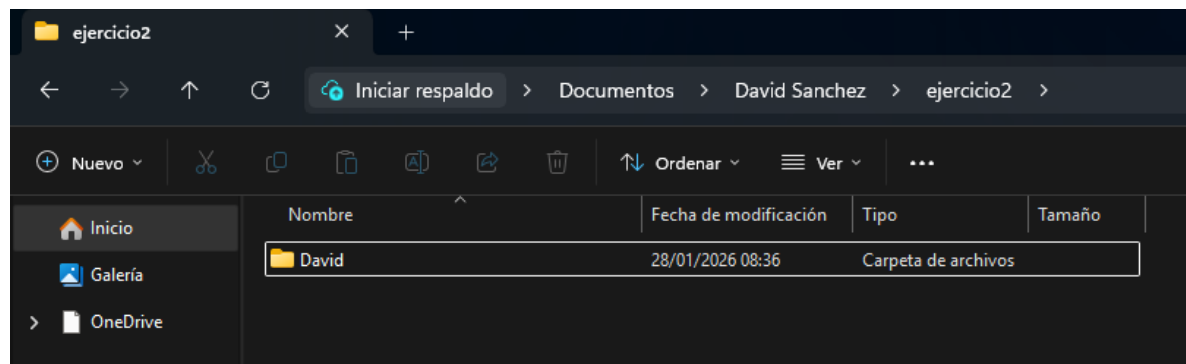 ejercicio2
Iniciar respaldo > Documentos > David Sanchez > ejercicio2 >
Nuevo Ordenar Ver ...
Inicio
Galería
OneDrive
Nombre Fecha de modificación Tipo Tamaño
David 28/01/2026 08:36 Carpeta de archivos